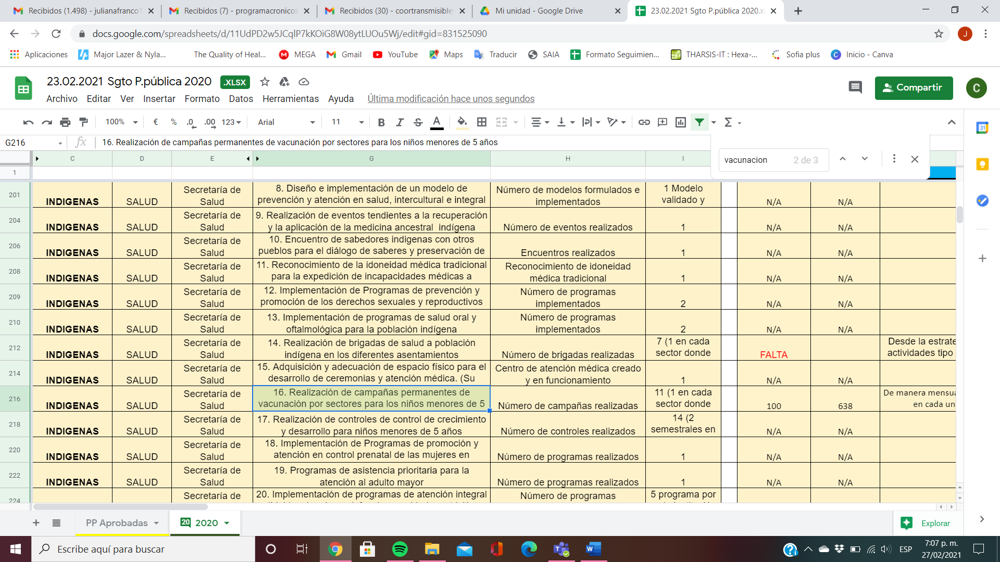 Recibidos (1.498) - julianafranco1
Recibidos (7) - programacronicos
Recibidos (30) - coortransmisible
Mi unidad - Google Drive
23.02.2021 Sgto P.pública 2020.x
docs.google.com/spreadsheets/d/11UdPD2w5JCqlP7kKOiG8W08ytLUOu5Wj/edit#gid=831525090
J
Aplicaciones
Major Lazer & Nyla...
The Quality of Heal...
MEGA
Gmail
YouTube
Maps
Traducir
SAIA
Formato Seguimien...
THARSIS-IT : Hexa-...
Sofia plus
Inicio - Canva
23.02.2021 Sgto P.pública 2020 .XLSX
Compartir
C
Archivo Editar Ver Insertar Formato Datos Herramientas Ayuda Última modificación hace unos segundos
100% € % .0 .00 123 Arial 11 B I S A Σ
G216 fx 16. Realización de campañas permanentes de vacunación por sectores para los niños menores de 5 años
vacunacion 2 de 3
C D E G H I
1
201 INDIGENAS SALUD Secretaría de Salud 8. Diseño e implementación de un modelo de prevención y atención en salud, intercultural e integral Número de modelos formulados e implementados 1 Modelo validado y N/A N/A
204 INDIGENAS SALUD Secretaría de Salud 9. Realización de eventos tendientes a la recuperación y la aplicación de la medicina ancestral indígena Número de eventos realizados 1 N/A N/A
206 INDIGENAS SALUD Secretaría de Salud 10. Encuentro de sabedores indigenas con otros pueblos para el diálogo de saberes y preservación de Encuentros realizados 1 N/A N/A
208 INDIGENAS SALUD Secretaría de Salud 11. Reconocimiento de la idoneidad médica tradicional para la expedición de incapacidades médicas a Reconocimiento de idoneidad médica tradicional 1 N/A N/A
209 INDIGENAS SALUD Secretaría de Salud 12. Implementación de Programas de prevención y promoción de los derechos sexuales y reproductivos Número de programas implementados 2 N/A N/A
210 INDIGENAS SALUD Secretaría de Salud 13. Implementación de programas de salud oral y oftalmológica para la población indígena Número de programas implementados 2 N/A N/A
212 INDIGENAS SALUD Secretaría de Salud 14. Realización de brigadas de salud a población indígena en los diferentes asentamientos Número de brigadas realizadas 7 (1 en cada sector donde FALTA Desde la estrate actividades tipo
214 INDIGENAS SALUD Secretaría de Salud 15. Adquisición y adecuación de espacio físico para el desarrollo de ceremonias y atención médica. (Su Centro de atención médica creado y en funcionamiento 1 N/A N/A
216 INDIGENAS SALUD Secretaría de Salud 16. Realización de campañas permanentes de vacunación por sectores para los niños menores de 5 Número de campañas realizadas 11 (1 en cada sector donde 100 638 De manera mensua en cada un
218 INDIGENAS SALUD Secretaría de Salud 17. Realización de controles de control de crecimiento y desarrollo para niños menores de 5 años Número de controles realizados 14 (2 semestrales en N/A N/A
220 INDIGENAS SALUD Secretaría de Salud 18. Implementación de Programas de promoción y atención en control prenatal de las mujeres en Número de programas realizados 1 N/A N/A
222 INDIGENAS SALUD Secretaría de Salud 19. Programas de asistencia prioritaria para la atención al adulto mayor Número de programas realizados 1 N/A N/A
224 Secretaría de 20. Implementación de programas de atención integral Número de programas 5 programa por
PP Aprobadas
20 2020
Explorar
Escribe aquí para buscar
ESP
7:07 p. m.
27/02/2021